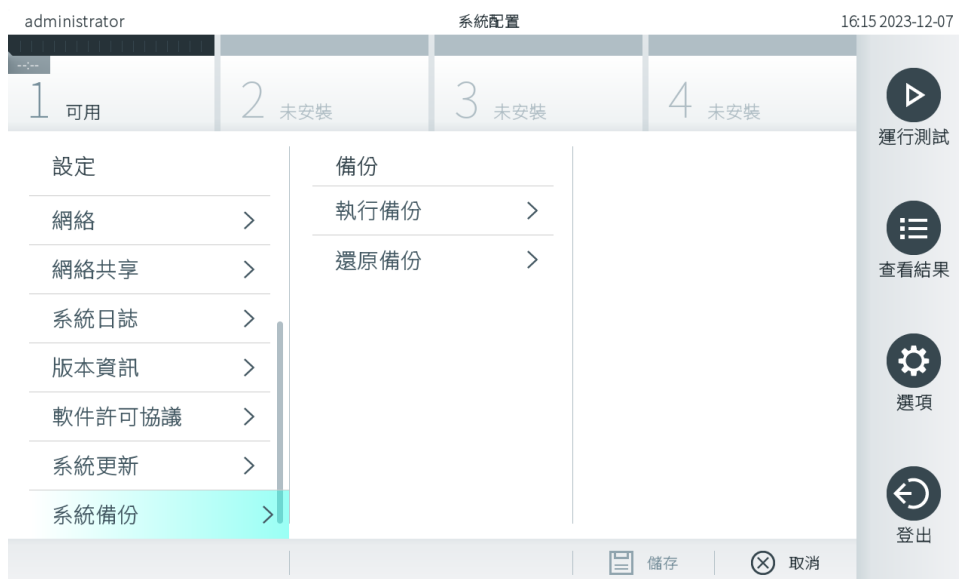 administrator
系統配置
16:15 2023-12-07
--:--
1 可用
2 未安裝
3 未安裝
4 未安裝
設定
網絡
網絡共享
系統日誌
版本資訊
軟件許可協議
系統更新
系統備份
備份
執行備份
還原備份
運行測試
查看結果
選項
登出
儲存
取消